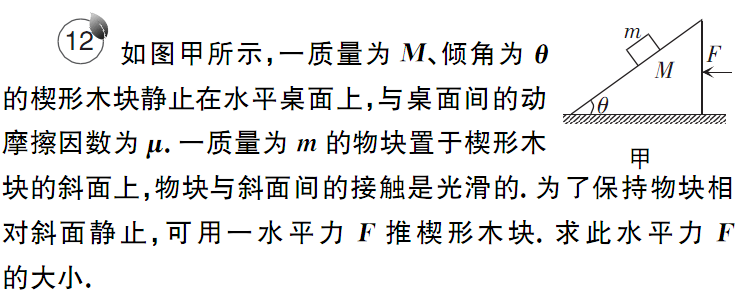 12 如图甲所示,一质量为 M、倾角为 θ
的楔形木块静止在水平桌面上,与桌面间的动
摩擦因数为 μ. 一质量为 m 的物块置于楔形木
块的斜面上,物块与斜面间的接触是光滑的. 为了保持物块相
对斜面静止,可用一水平力 F 推楔形木块. 求此水平力 F
的大小.
m
M
F
θ
甲